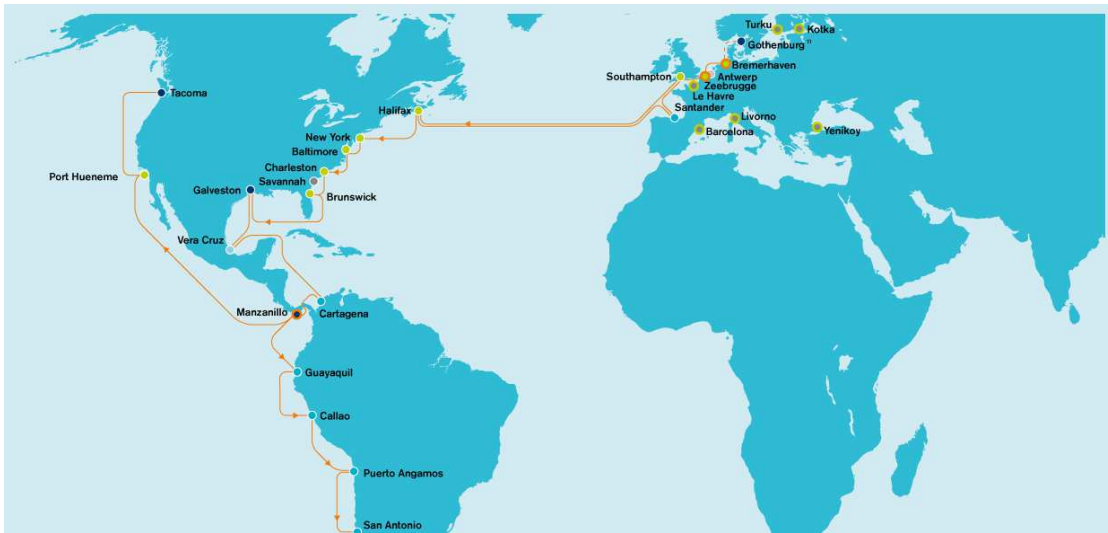 Turku
Kotka
Gothenburg ¹⁾
Bremerhaven
Southampton
Antwerp
Zeebrugge
Le Havre
Santander
Tacoma
Halifax
Livorno
Barcelona
Yenikoy
New York
Baltimore
Charleston
Port Hueneme
Savannah
Galveston
Brunswick
Vera Cruz
Manzanillo
Cartagena
Guayaquil
Callao
Puerto Angamos
San Antonio